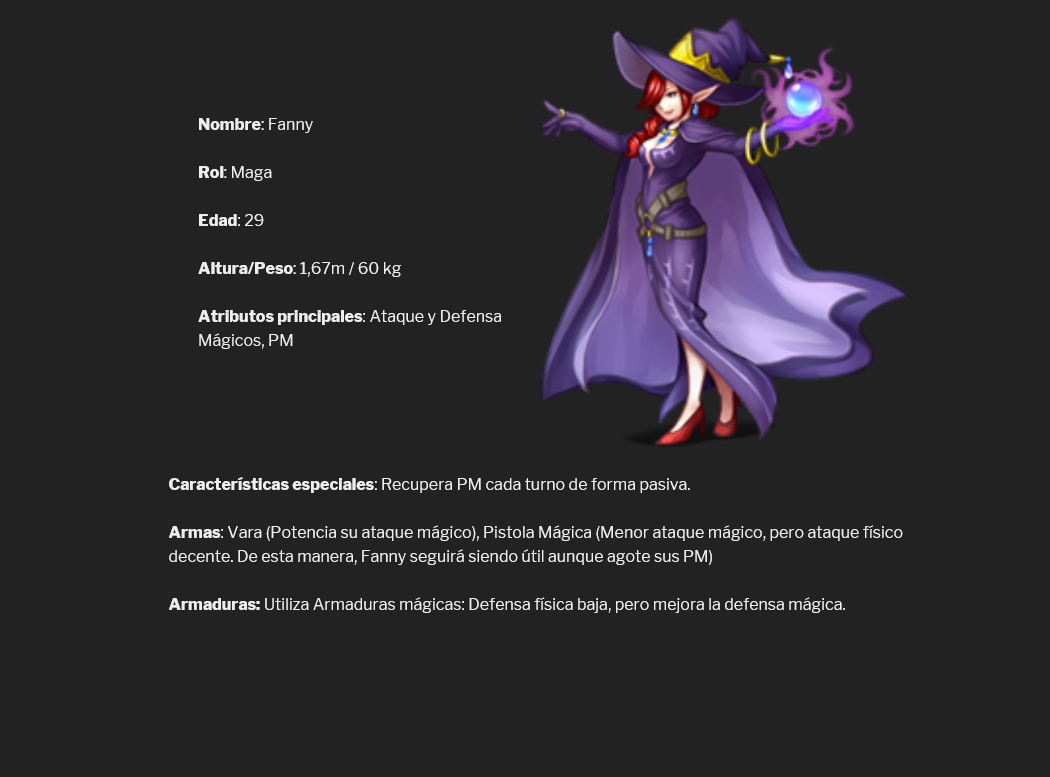 Nombre: Fanny
Rol: Maga
Edad: 29
Altura/Peso: 1,67m / 60 kg
Atributos principales: Ataque y Defensa
Mágicos, PM
Características especiales: Recupera PM cada turno de forma pasiva.
Armas: Vara (Potencia su ataque mágico), Pistola Mágica (Menor ataque mágico, pero ataque físico
decente. De esta manera, Fanny seguirá siendo útil aunque agote sus PM)
Armaduras: Utiliza Armaduras mágicas: Defensa física baja, pero mejora la defensa mágica.